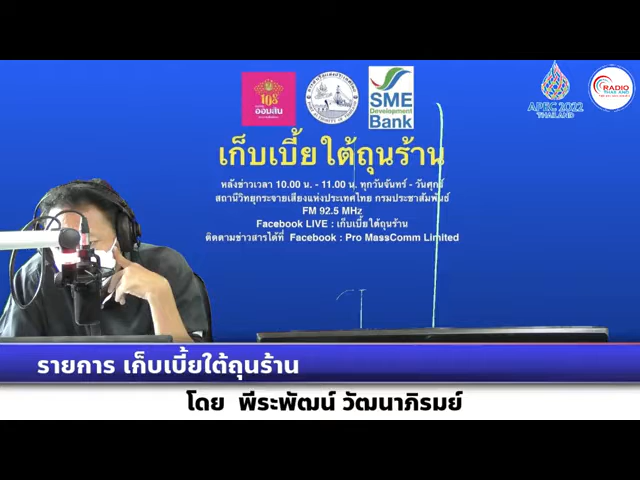 108
ออมสิน
SME
Development
Bank
APEC 2022
THAILAND
RADIO
THAILAND
เก็บเบี้ยใต้ถุนร้าน
หลังข่าวเวลา 10.00 น. - 11.00 น. ทุกวันจันทร์ - วันศุกร์
สถานีวิทยุกระจายเสียงแห่งประเทศไทย กรมประชาสัมพันธ์
FM 92.5 MHz
Facebook LIVE : เก็บเบี้ยใต้ถุนร้าน
ติดตามข่าวสารได้ที่ Facebook : Pro MassComm Limited
รายการ เก็บเบี้ยใต้ถุนร้าน
โดย พีระพัฒน์ วัฒนาภิรมย์